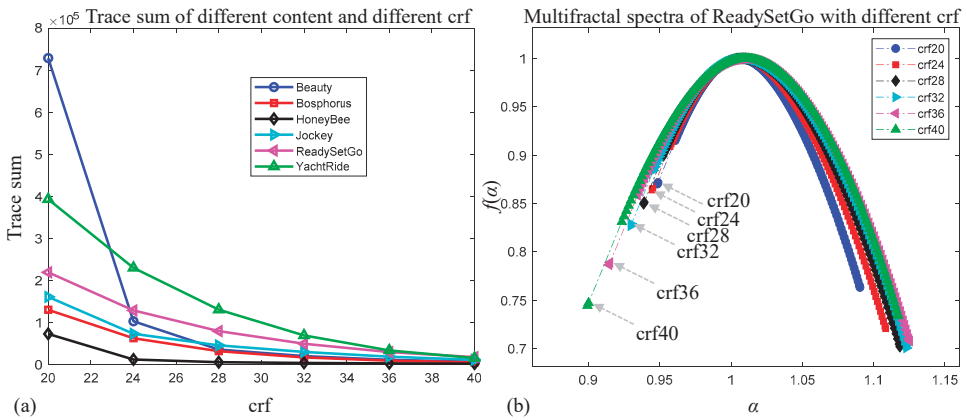 Trace sum of different content and different crf
×10⁵
8
7
6
5
4
3
2
1
0
Trace sum
Beauty
Bosphorus
HoneyBee
Jockey
ReadySetGo
YachtRide
20 22 24 26 28 30 32 34 36 38 40
crf
(a)
Multifractal spectra of ReadySetGo with different crf
1
0.95
0.9
0.85
0.8
0.75
0.7
f(α)
crf20
crf24
crf28
crf32
crf36
crf40
crf20
crf24
crf28
crf32
crf36
crf40
0.9 0.95 1 1.05 1.1 1.15
α
(b)